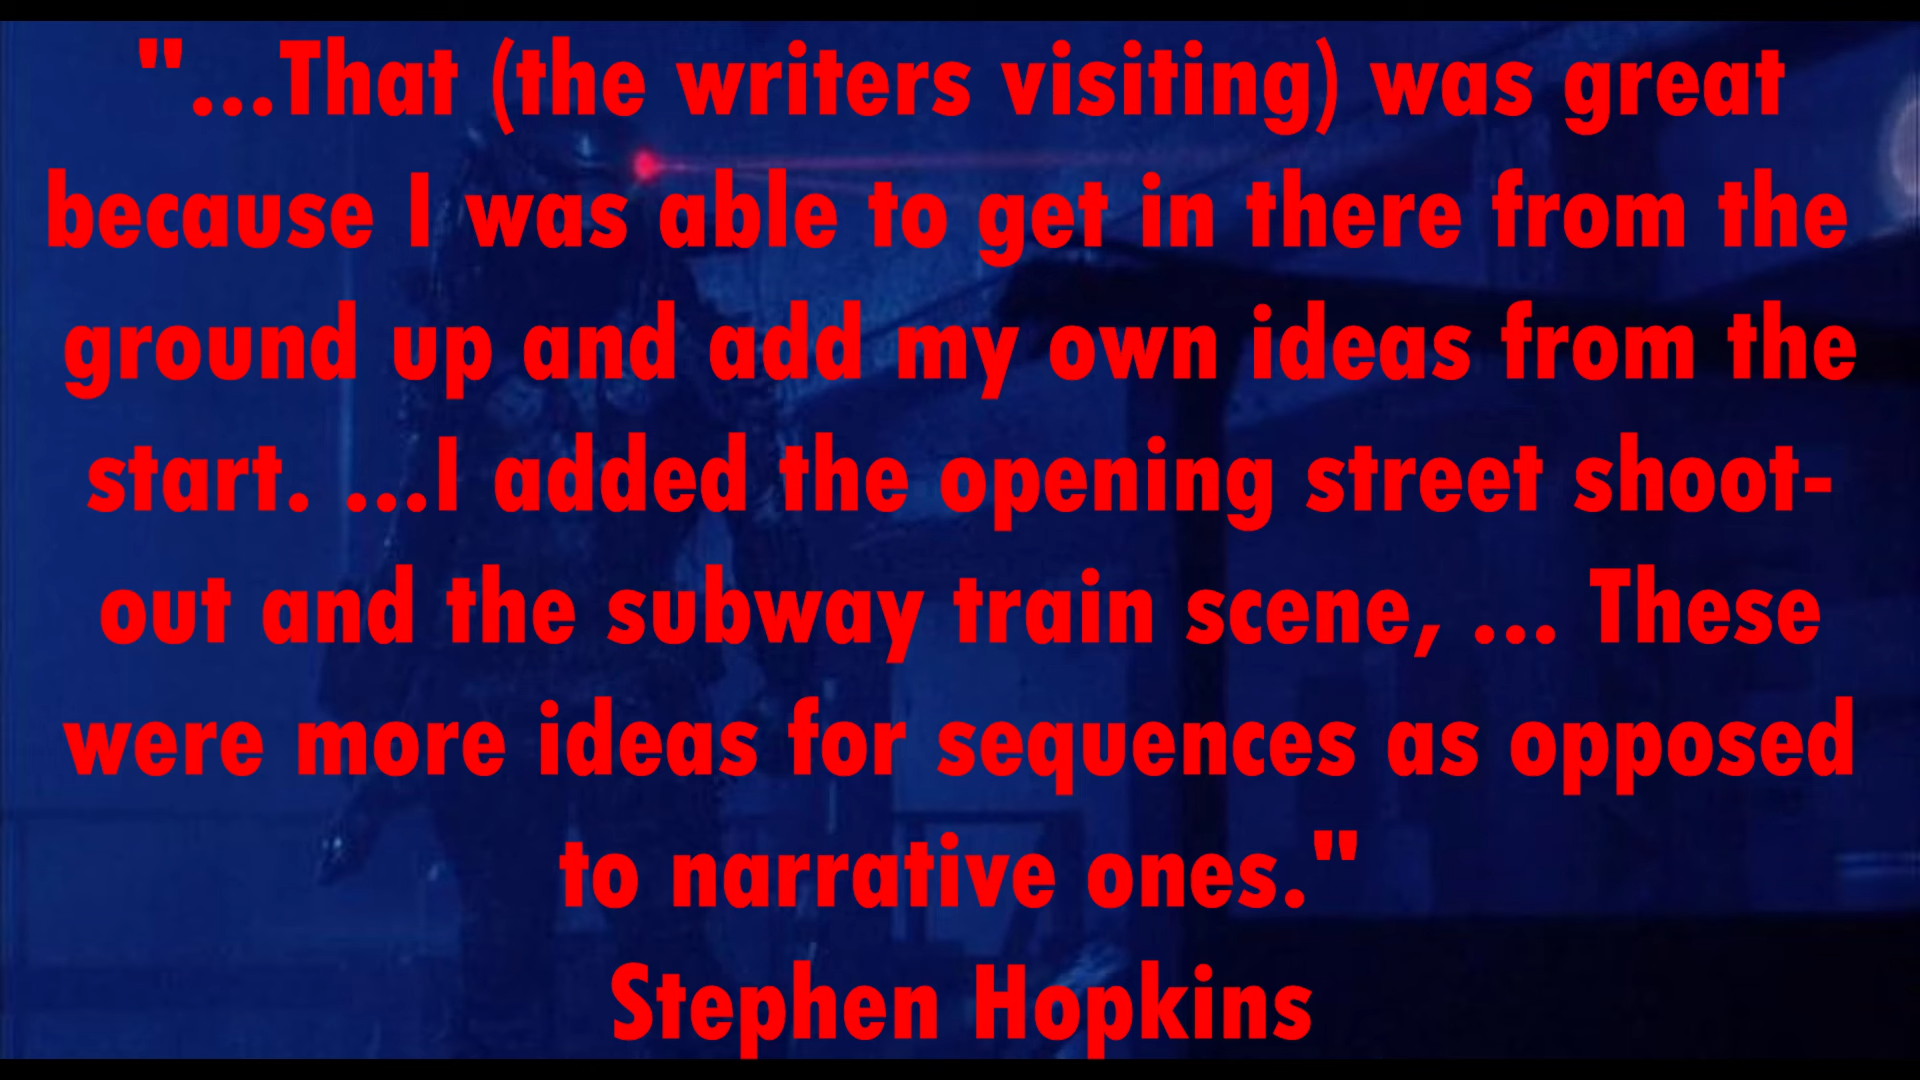 "...That (the writers visiting) was great
because I was able to get in there from the
ground up and add my own ideas from the
start. ...I added the opening street shoot-
out and the subway train scene, ... These
were more ideas for sequences as opposed
to narrative ones."
Stephen Hopkins